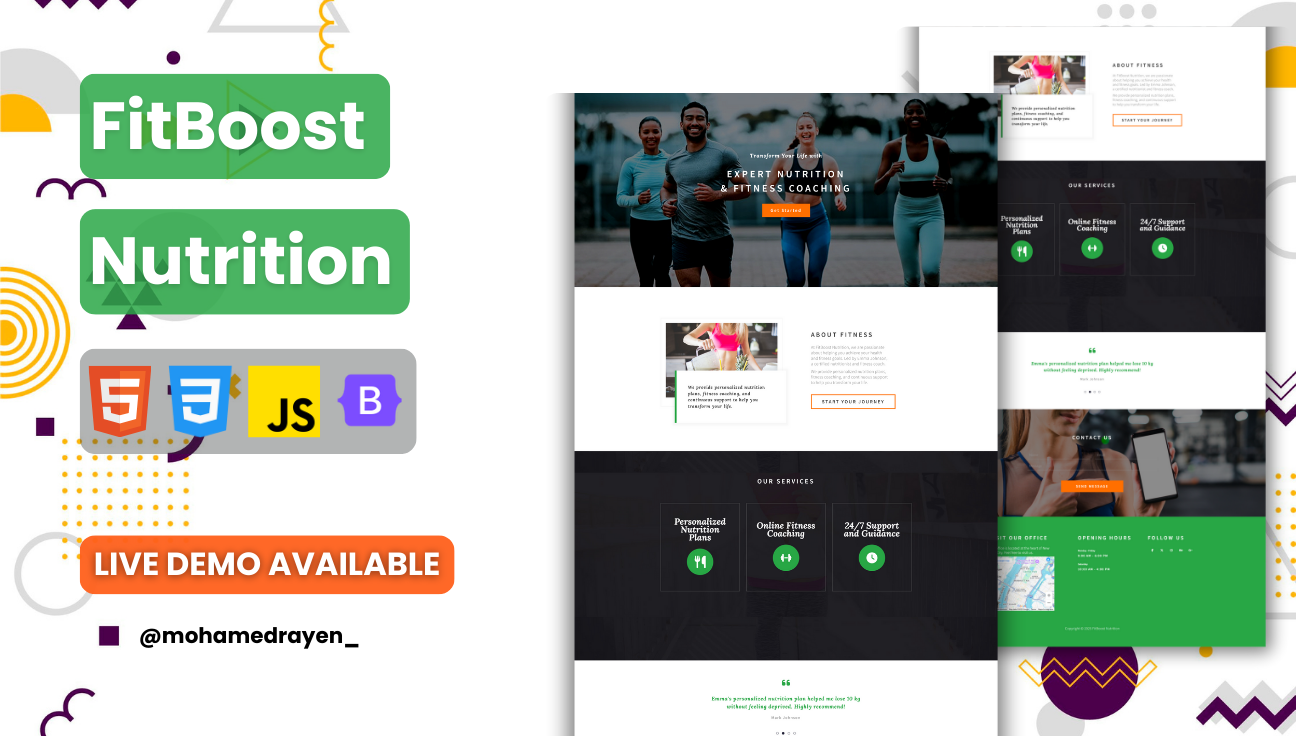 FitBoost
Nutrition
5
3
JS
B
LIVE DEMO AVAILABLE
@mohamedrayen_
Transform Your Life with
EXPERT NUTRITION
& FITNESS COACHING
Get Started
We provide personalized nutrition
plans, fitness coaching, and
continuous support to help you
transform your life.
ABOUT FITNESS
START YOUR JOURNEY
OUR SERVICES
Personalized
Nutrition
Plans
Online Fitness
Coaching
24/7 Support
and Guidance
Emma's personalized nutrition plan helped me lose 10 kg
without feeling deprived. Highly recommend!
Mark Johnson
We provide personalized nutrition
plans, fitness coaching, and
continuous support to help you
transform your life.
ABOUT FITNESS
START YOUR JOURNEY
OUR SERVICES
Personalized
Nutrition
Plans
Online Fitness
Coaching
24/7 Support
and Guidance
Emma's personalized nutrition plan helped me lose 10 kg
without feeling deprived. Highly recommend!
Mark Johnson
CONTACT US
SEND MESSAGE
IT OUR OFFICE
OPENING HOURS
FOLLOW US